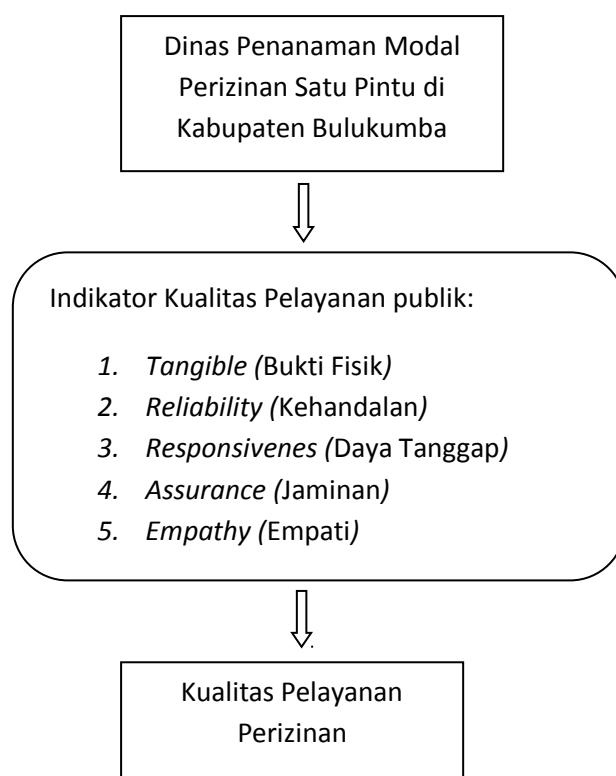 Dinas Penanaman Modal
Perizinan Satu Pintu di
Kabupaten Bulukumba
Indikator Kualitas Pelayanan publik:
1. Tangible (Bukti Fisik)
2. Reliability (Kehandalan)
3. Responsivenes (Daya Tanggap)
4. Assurance (Jaminan)
5. Empathy (Empati)
Kualitas Pelayanan
Perizinan